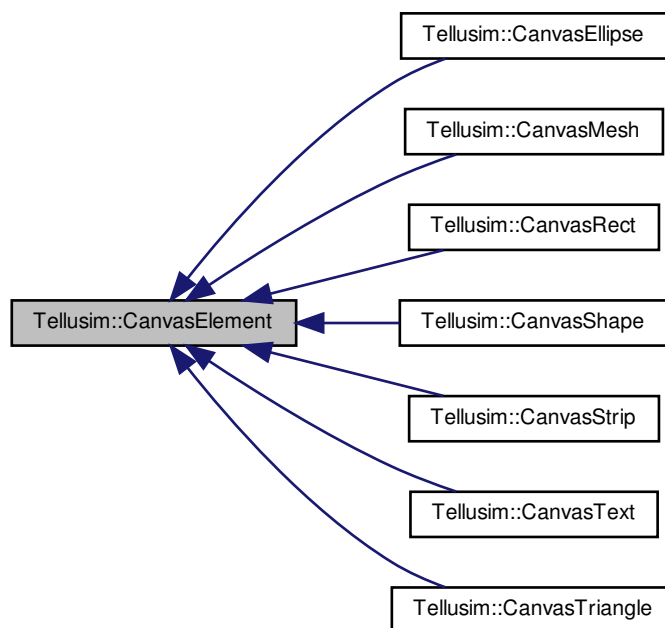 Tellusim::CanvasEllipse
Tellusim::CanvasMesh
Tellusim::CanvasRect
Tellusim::CanvasElement
Tellusim::CanvasShape
Tellusim::CanvasStrip
Tellusim::CanvasText
Tellusim::CanvasTriangle